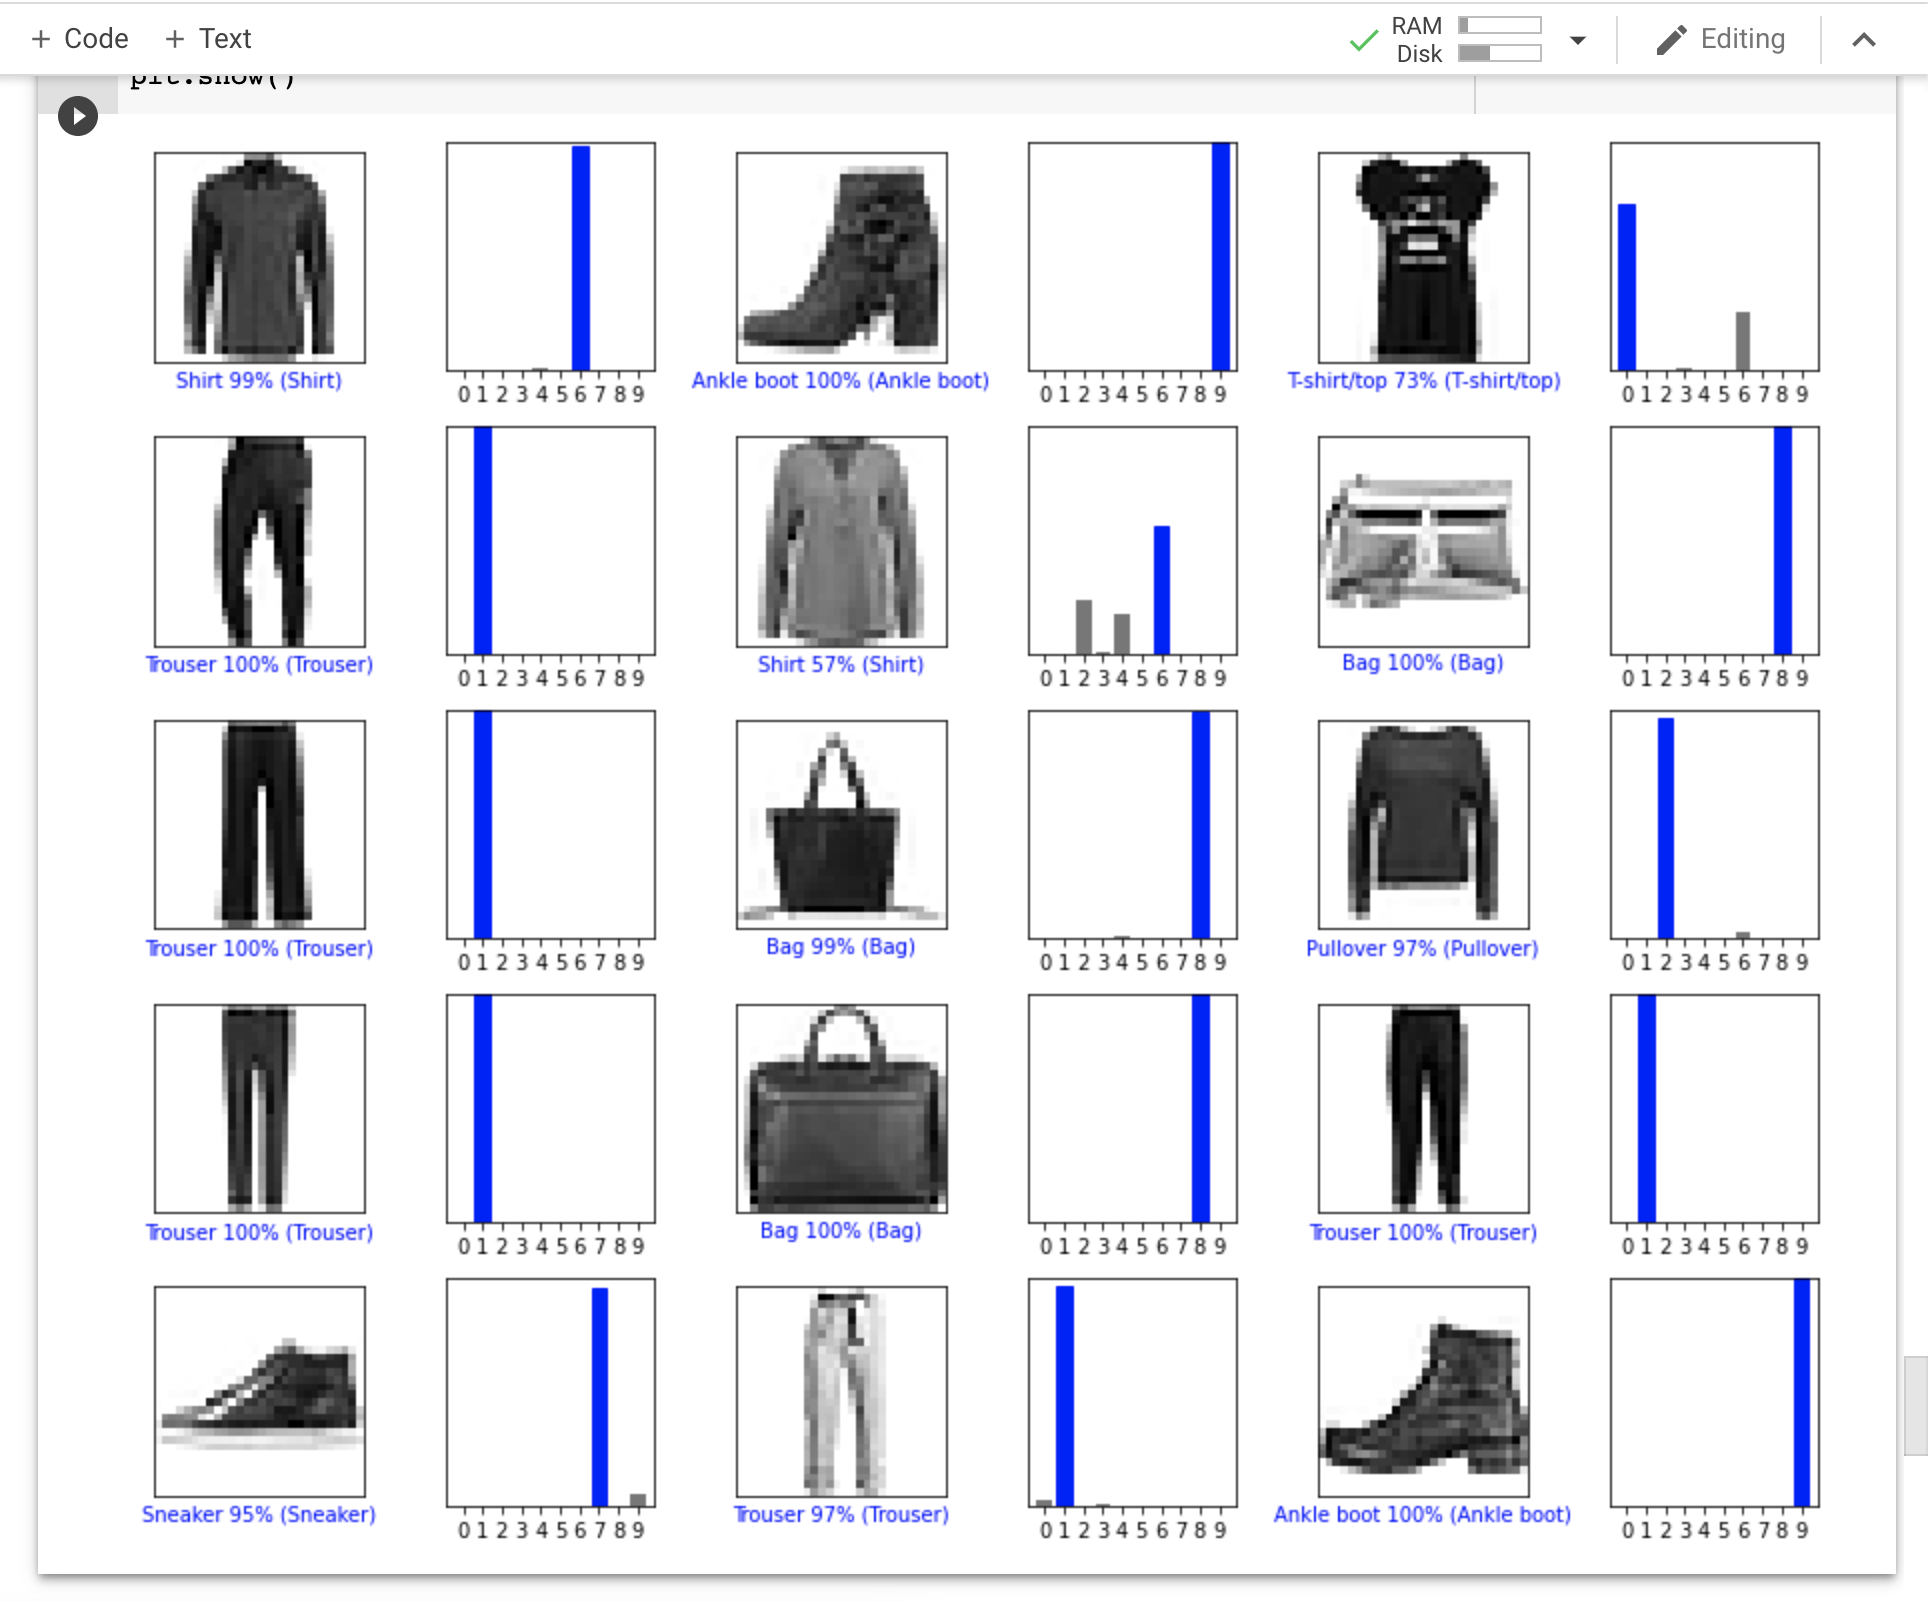 + Code + Text
RAM
Disk
Editing
plt.show()
Shirt 99% (Shirt)
0 1 2 3 4 5 6 7 8 9
Ankle boot 100% (Ankle boot)
0 1 2 3 4 5 6 7 8 9
T-shirt/top 73% (T-shirt/top)
0 1 2 3 4 5 6 7 8 9
Trouser 100% (Trouser)
0 1 2 3 4 5 6 7 8 9
Shirt 57% (Shirt)
0 1 2 3 4 5 6 7 8 9
Bag 100% (Bag)
0 1 2 3 4 5 6 7 8 9
Trouser 100% (Trouser)
0 1 2 3 4 5 6 7 8 9
Bag 99% (Bag)
0 1 2 3 4 5 6 7 8 9
Pullover 97% (Pullover)
0 1 2 3 4 5 6 7 8 9
Trouser 100% (Trouser)
0 1 2 3 4 5 6 7 8 9
Bag 100% (Bag)
0 1 2 3 4 5 6 7 8 9
Trouser 100% (Trouser)
0 1 2 3 4 5 6 7 8 9
Sneaker 95% (Sneaker)
0 1 2 3 4 5 6 7 8 9
Trouser 97% (Trouser)
0 1 2 3 4 5 6 7 8 9
Ankle boot 100% (Ankle boot)
0 1 2 3 4 5 6 7 8 9